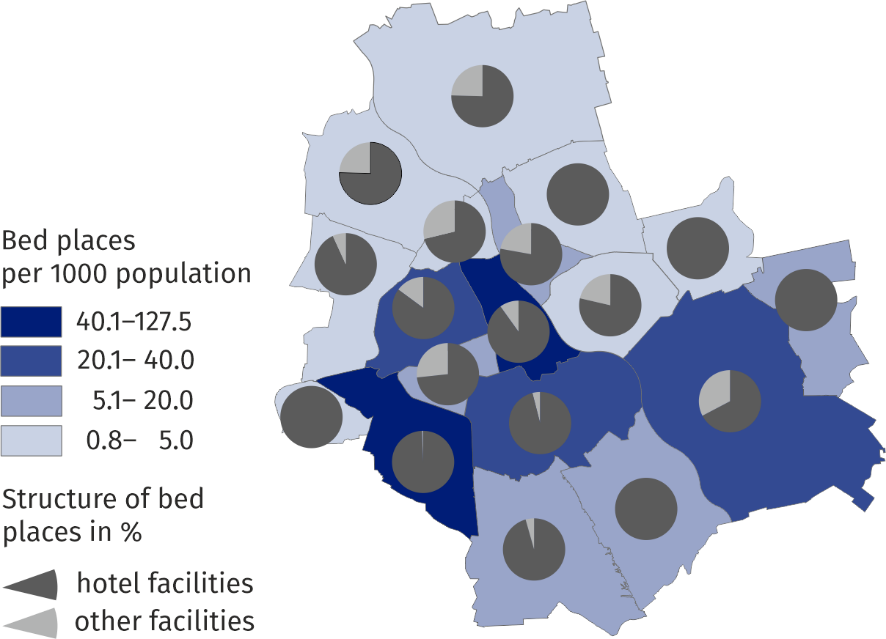 Bed places
per 1000 population
40.1–127.5
20.1– 40.0
5.1– 20.0
0.8– 5.0
Structure of bed
places in %
hotel facilities
other facilities